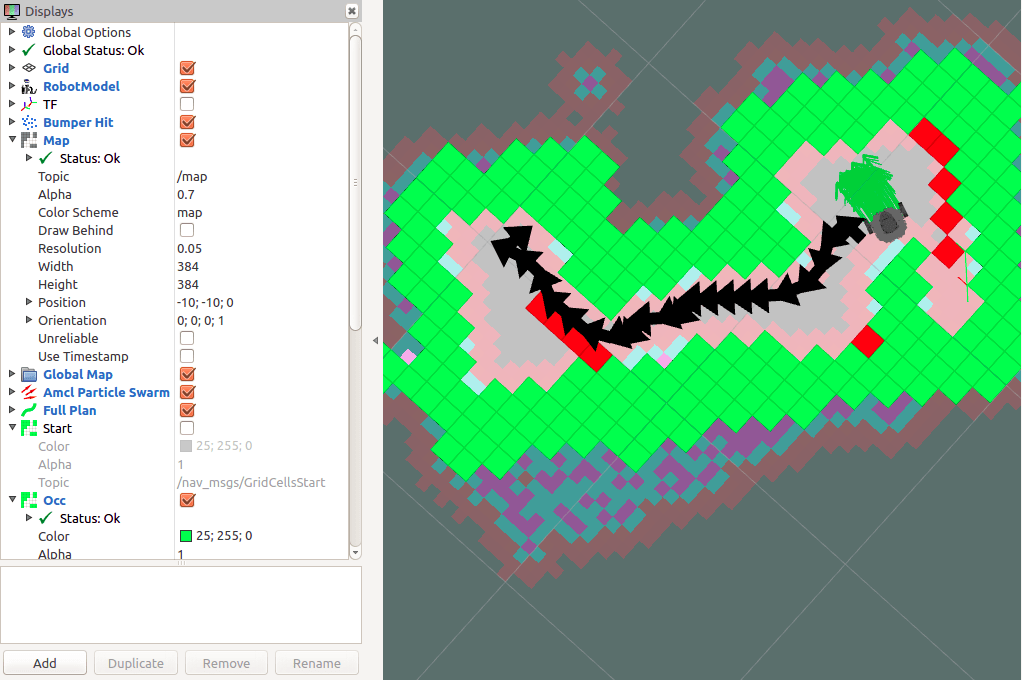 Displays
Global Options
Global Status: Ok
Grid
RobotModel
TF
Bumper Hit
Map
Status: Ok
Topic /map
Alpha 0.7
Color Scheme map
Draw Behind
Resolution 0.05
Width 384
Height 384
Position -10; -10; 0
Orientation 0; 0; 0; 1
Unreliable
Use Timestamp
Global Map
Amcl Particle Swarm
Full Plan
Start
Color 25; 255; 0
Alpha 1
Topic /nav_msgs/GridCellsStart
Occ
Status: Ok
Color 25; 255; 0
Alpha 1
Add Duplicate Remove Rename